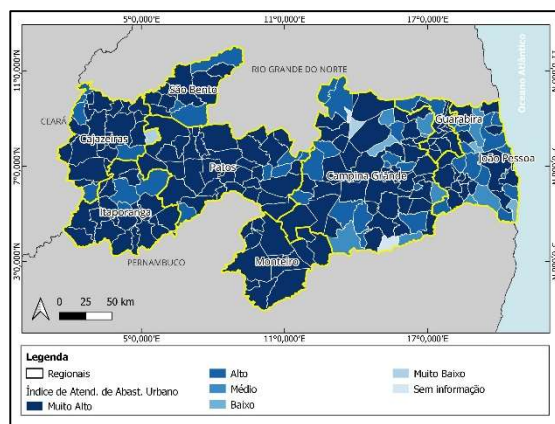 5°0,000'E 11°0,000'E 17°0,000'E
11°0,000'N
RIO GRANDE DO NORTE
Oceano Atlântico
São Bento
CEARÁ
Guarabira
Cajazeiras
João Pessoa
7°0,000'N
Patos
Campina Grande
Itaporanga
Monteiro
3°0,000'N
PERNAMBUCO
0 25 50 km
5°0,000'E 11°0,000'E 17°0,000'E
Legenda
Regionais
Índice de Atend. de Abast. Urbano
Muito Alto
Alto
Médio
Baixo
Muito Baixo
Sem informação